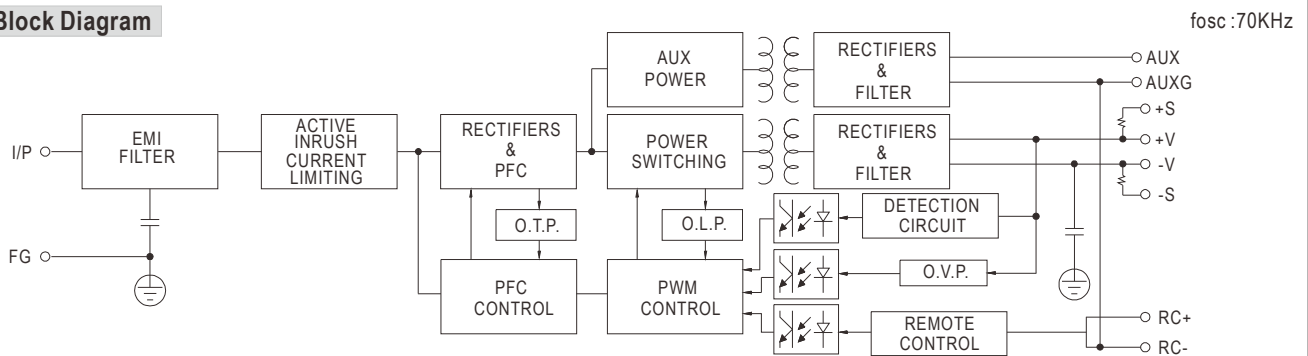 Block Diagram
fosc :70KHz
AUX
POWER
RECTIFIERS
&
FILTER
AUX
AUXG
+S
I/P
EMI
FILTER
ACTIVE
INRUSH
CURRENT
LIMITING
RECTIFIERS
&
PFC
POWER
SWITCHING
RECTIFIERS
&
FILTER
+V
-V
-S
O.T.P.
O.L.P.
DETECTION
CIRCUIT
FG
PFC
CONTROL
PWM
CONTROL
O.V.P.
REMOTE
CONTROL
RC+
RC-